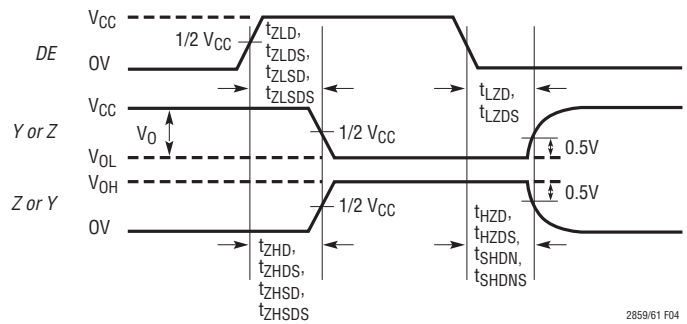 VCC
DE
1/2 VCC
0V
tZLD,
tZLDS,
tZLSD,
tZLSDS
tLZD,
tLZDS
VCC
Y or Z
VO
1/2 VCC
VOL
0.5V
VOH
Z or Y
1/2 VCC
0V
0.5V
tZHD,
tZHDS,
tZHSD,
tZHSDS
tHZD,
tHZDS,
tSHDN,
tSHDNS
2859/61 F04